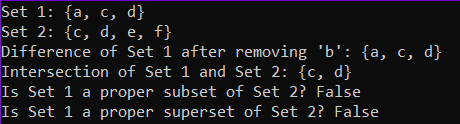 Set 1: {a, c, d}
Set 2: {c, d, e, f}
Difference of Set 1 after removing 'b': {a, c, d}
Intersection of Set 1 and Set 2: {c, d}
Is Set 1 a proper subset of Set 2? False
Is Set 1 a proper superset of Set 2? False